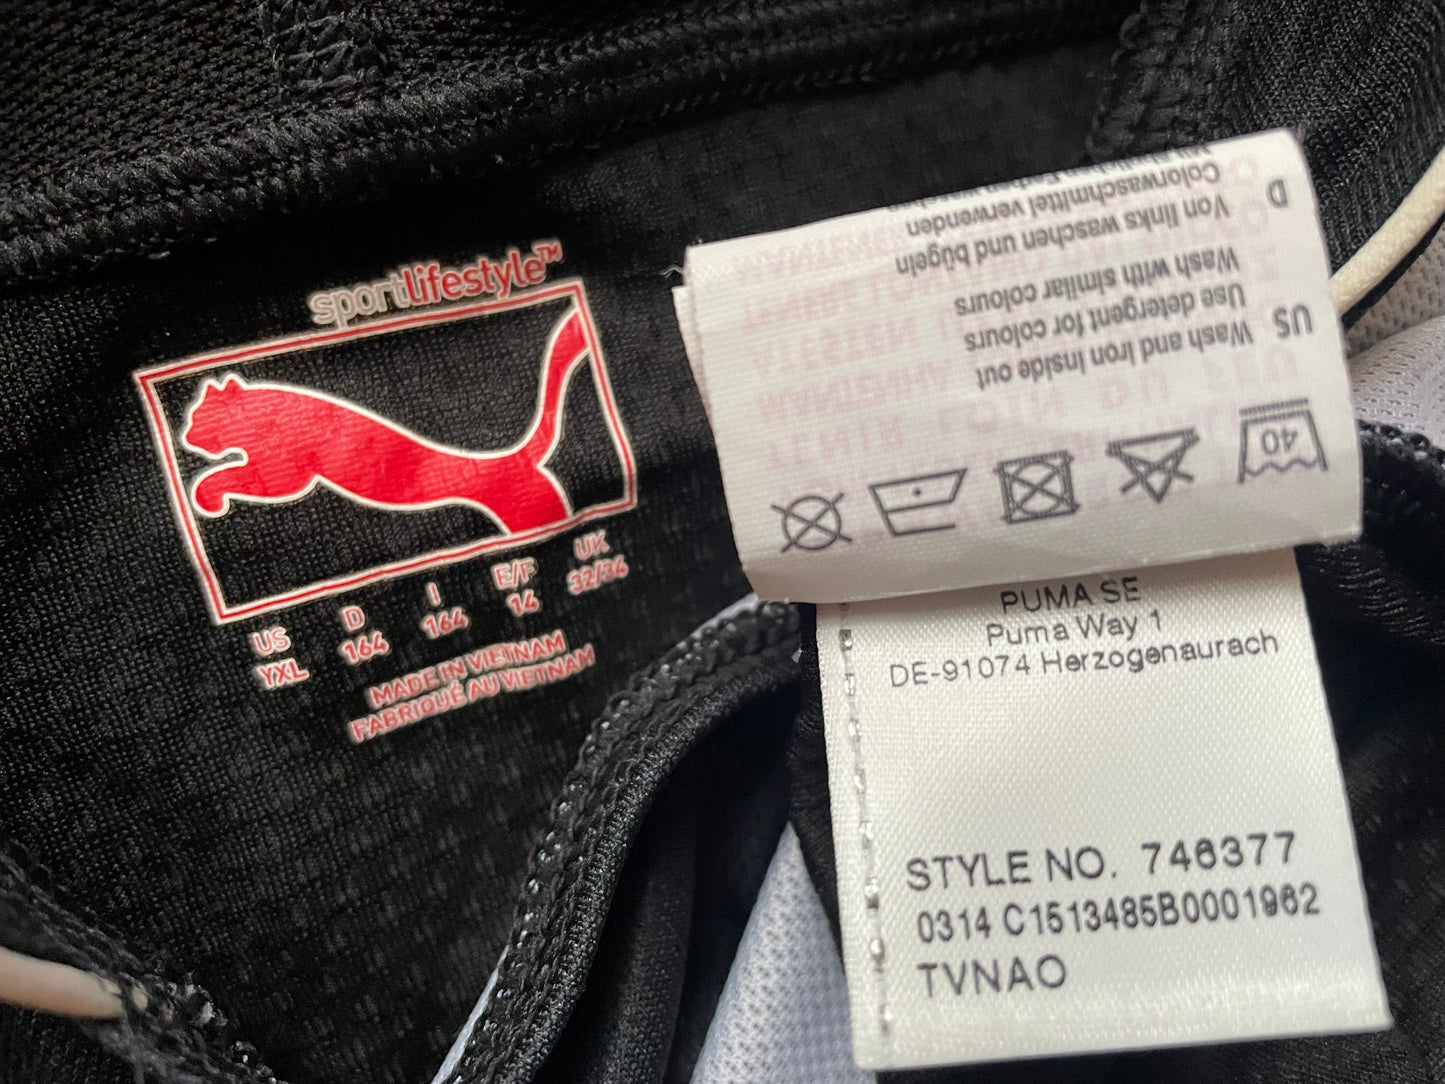 sportlifestyle™
US D I E/F UK
YXL 164 164 14 32/34
MADE IN VIETNAM
FABRIQUÉ AU VIETNAM
40
US Wash and Iron Inside out
Use detergent for colours
Wash with similar colours
D Von links waschen und bügeln
Colorwaschmittel verwenden
PUMA SE
Puma Way 1
DE-91074 Herzogenaurach
STYLE NO. 746377
0314 C1513485B0001962
TVNAO